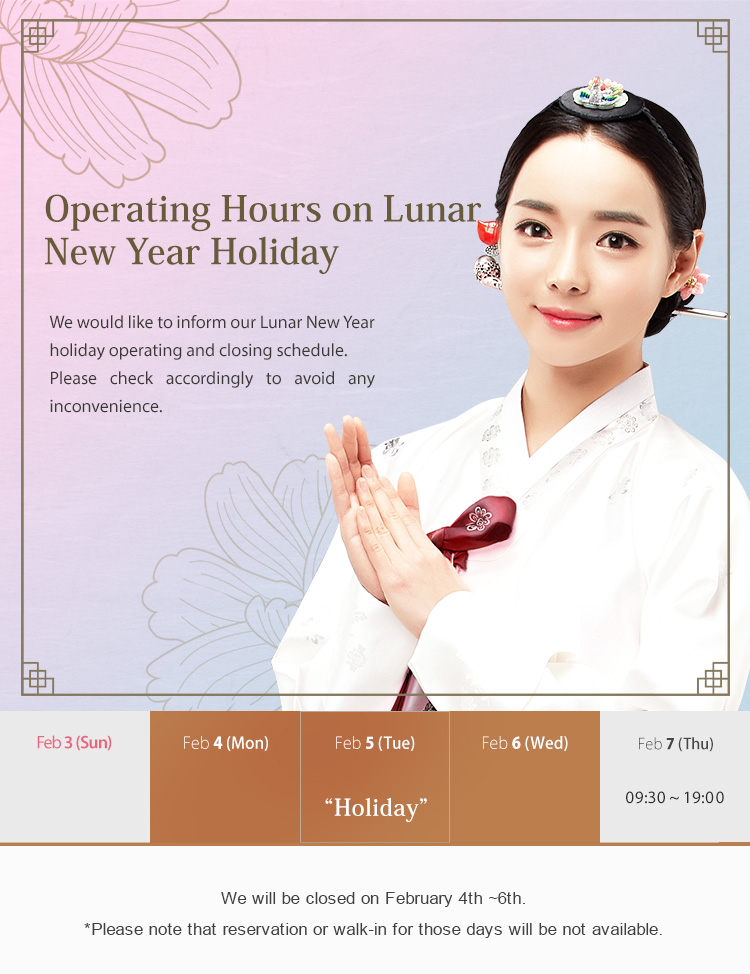 Operating Hours on Lunar
New Year Holiday
We would like to inform our Lunar New Year
holiday operating and closing schedule.
Please check accordingly to avoid any
inconvenience.
Feb 3 (Sun)
Feb 4 (Mon)
Feb 5 (Tue)
Feb 6 (Wed)
Feb 7 (Thu)
“Holiday”
09:30 ~ 19:00
We will be closed on February 4th ~6th.
*Please note that reservation or walk-in for those days will be not available.